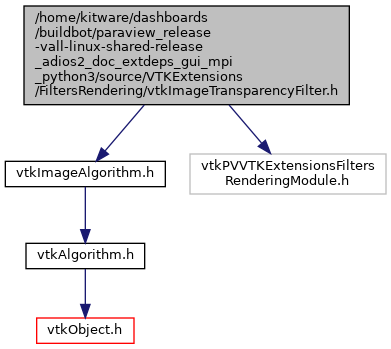 /home/kitware/dashboards
/buildbot/paraview_release
-vall-linux-shared-release
_adios2_doc_extdeps_gui_mpi
_python3/source/VTKExtensions
/FiltersRendering/vtkImageTransparencyFilter.h
vtkImageAlgorithm.h
vtkPVVTKExtensionsFilters
RenderingModule.h
vtkAlgorithm.h
vtkObject.h